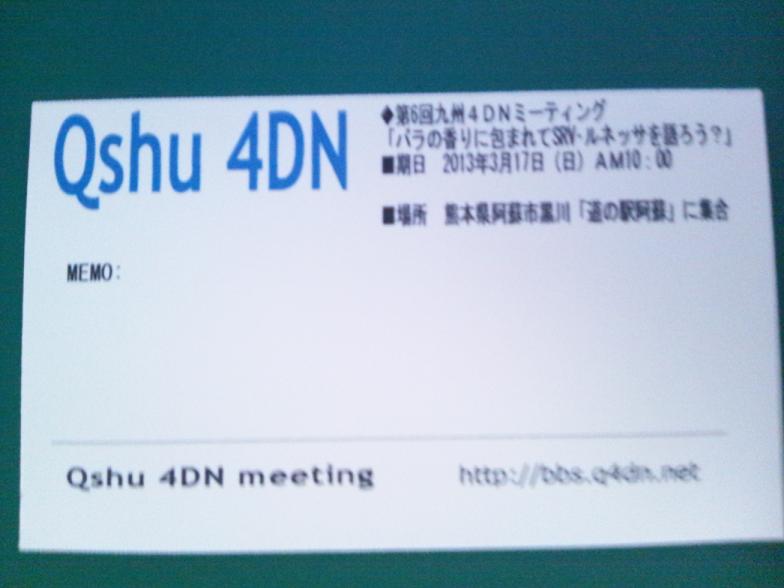 Qshu 4DN
◆第6回九州4DNミーティング
「バラの香りに包まれてSRV・ルネッサを語ろう?」
■期日 2013年3月17日(日)AM10:00
■場所 熊本県阿蘇市黒川「道の駅阿蘇」に集合
MEMO:
Qshu 4DN meeting
http://bbs.q4dn.net